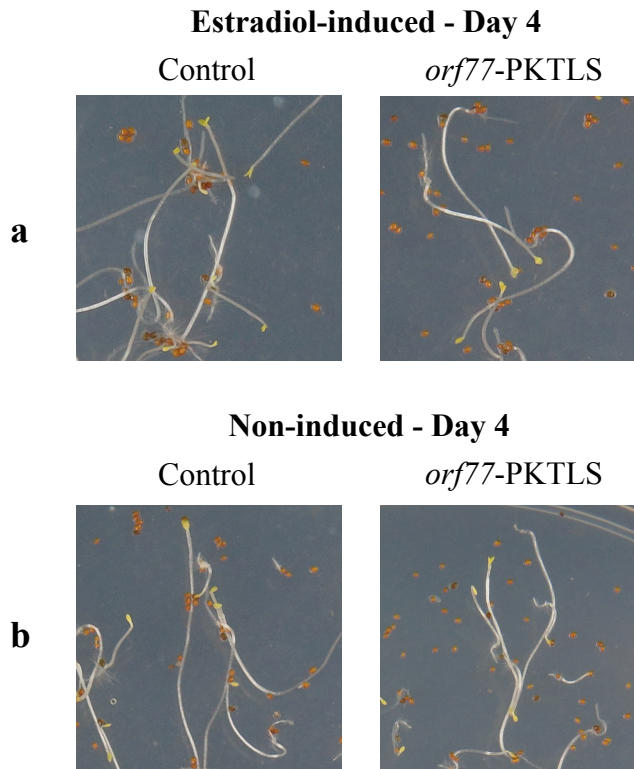 Estradiol-induced - Day 4
Control orf77-PKTLS
a
Non-induced - Day 4
Control orf77-PKTLS
b